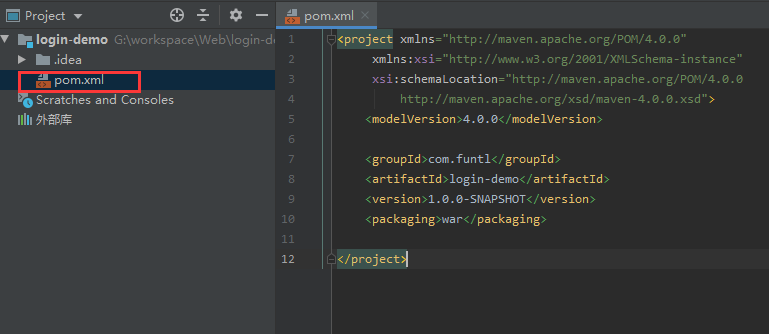 Project
login-demo G:\workspace\Web\login-de
.idea
pom.xml
Scratches and Consoles
外部库
pom.xml
1 <project xmlns="http://maven.apache.org/POM/4.0.0"
2 xmlns:xsi="http://www.w3.org/2001/XMLSchema-instance"
3 xsi:schemaLocation="http://maven.apache.org/POM/4.0.0
4 http://maven.apache.org/xsd/maven-4.0.0.xsd">
5 <modelVersion>4.0.0</modelVersion>
6
7 <groupId>com.funtl</groupId>
8 <artifactId>login-demo</artifactId>
9 <version>1.0.0-SNAPSHOT</version>
10 <packaging>war</packaging>
11
12 </project>